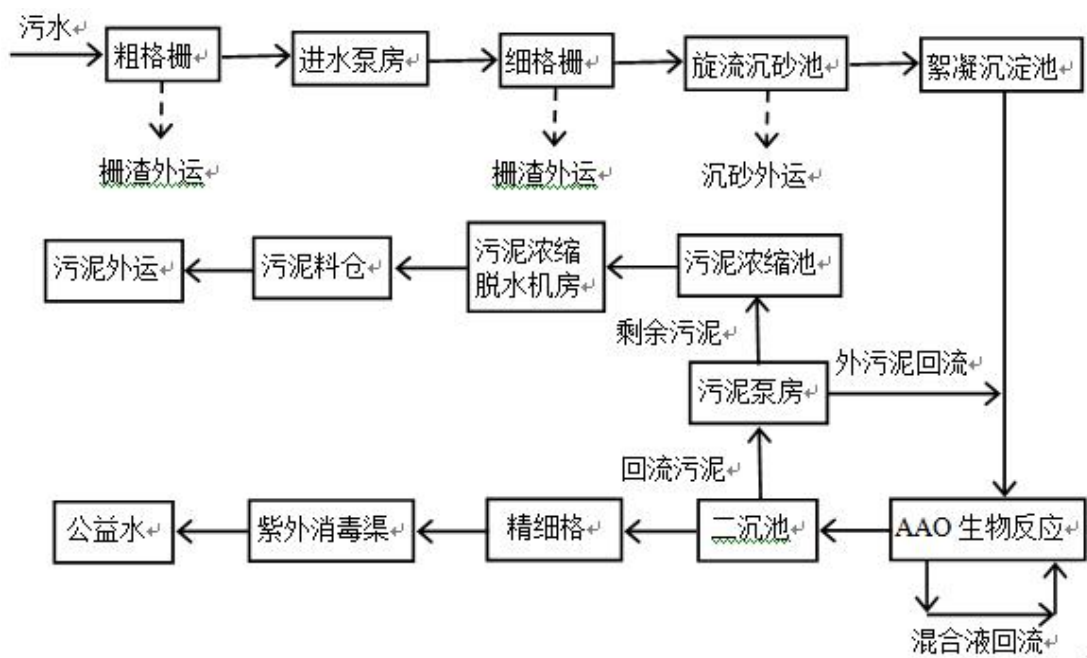 污水
粗格栅
进水泵房
细格栅
旋流沉砂池
絮凝沉淀池
栅渣外运
栅渣外运
沉砂外运
污泥外运
污泥料仓
污泥浓缩
脱水机房
污泥浓缩池
剩余污泥
外污泥回流
污泥泵房
回流污泥
公益水
紫外消毒渠
精细格
二沉池
AAO 生物反应
混合液回流